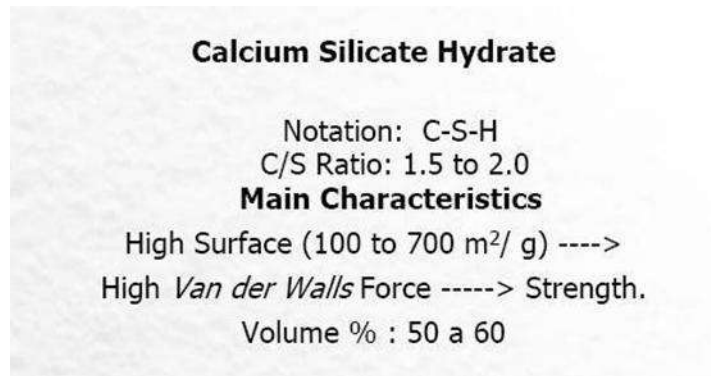 Calcium Silicate Hydrate
Notation: C-S-H
C/S Ratio: 1.5 to 2.0
Main Characteristics
High Surface (100 to 700 m²/ g) ---->
High Van der Walls Force -----> Strength.
Volume % : 50 a 60